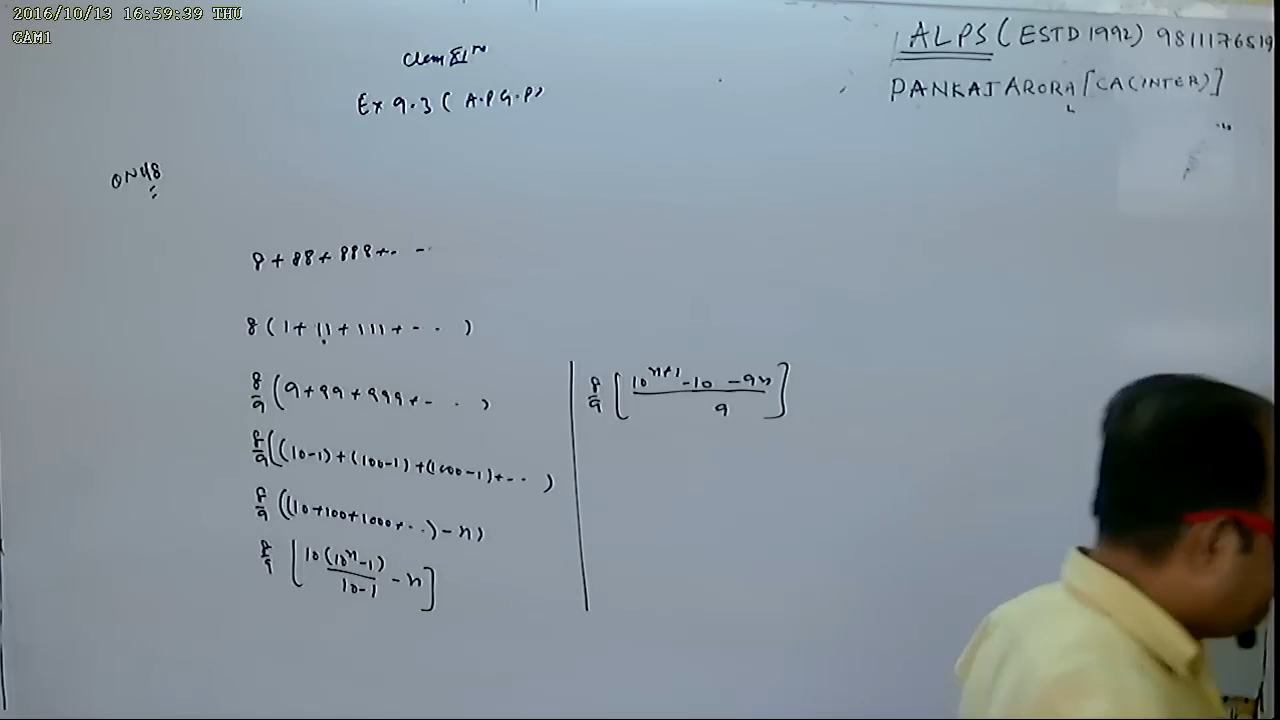 2016/10/13 16:59:39 THU
CAM1
ALPS (ESTD 1992) 9811176519
PANKAJ ARORA [CA(INTER)]
Ex 9.3 ( A.P G.P)
8 + 88 + 888 + .. - .
8 ( 1 + 11 + 111 + - . . )
8/9 ( 9 + 99 + 999 + - . . )
8/9 ( (10-1) + (100-1) + (1000-1) + - .. )
8/9 ( (10+100+1000+ . . ) - n )
8/9 [ 10(10^n - 1)/10-1 - n ]
8/9 [ 10^n+1 - 10 - 9n / 9 ]